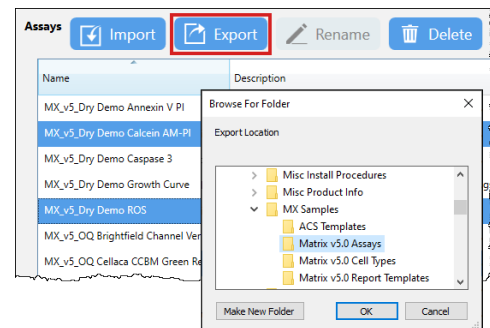 Assays Import Export Rename Delete
Name Description
MX_v5_Dry Demo Annexin V PI
MX_v5_Dry Demo Calcein AM-PI
MX_v5_Dry Demo Caspase 3
MX_v5_Dry Demo Growth Curve
MX_v5_Dry Demo ROS
MX_v5_OQ Brightfield Channel Ver
MX_v5_OQ Cellaca CCBM Green Re
Browse For Folder
Export Location
Misc Install Procedures
Misc Product Info
MX Samples
ACS Templates
Matrix v5.0 Assays
Matrix v5.0 Cell Types
Matrix v5.0 Report Templates
Make New Folder OK Cancel